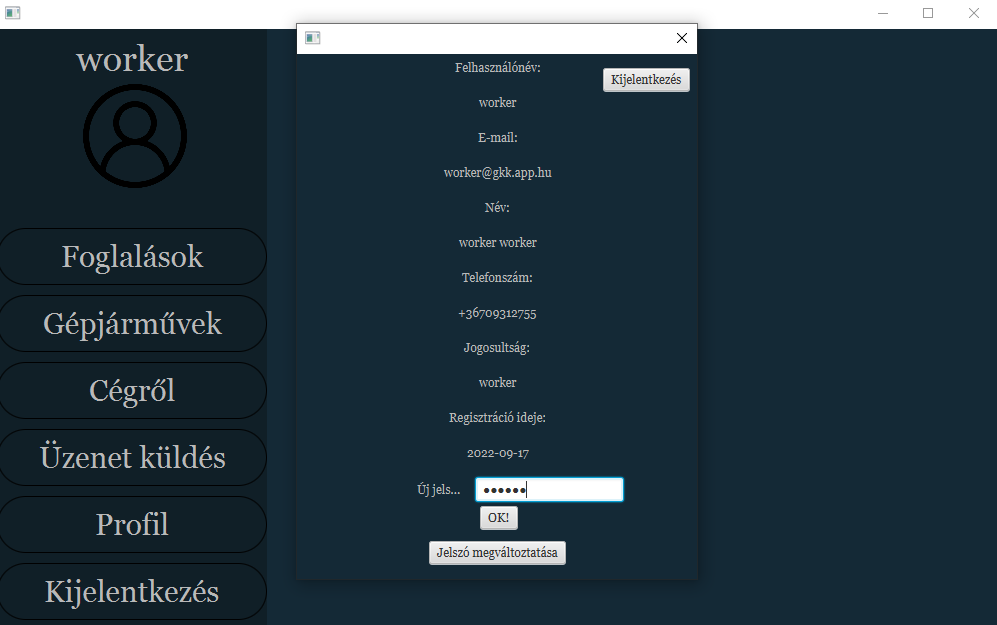 worker
Foglalások
Gépjárművek
Cégről
Üzenet küldés
Profil
Kijelentkezés
Felhasználónév:
Kijelentkezés
worker
E-mail:
worker@gkk.app.hu
Név:
worker worker
Telefonszám:
+36709312755
Jogosultság:
worker
Regisztráció ideje:
2022-09-17
Új jels... ●●●●●●
OK!
Jelszó megváltoztatása